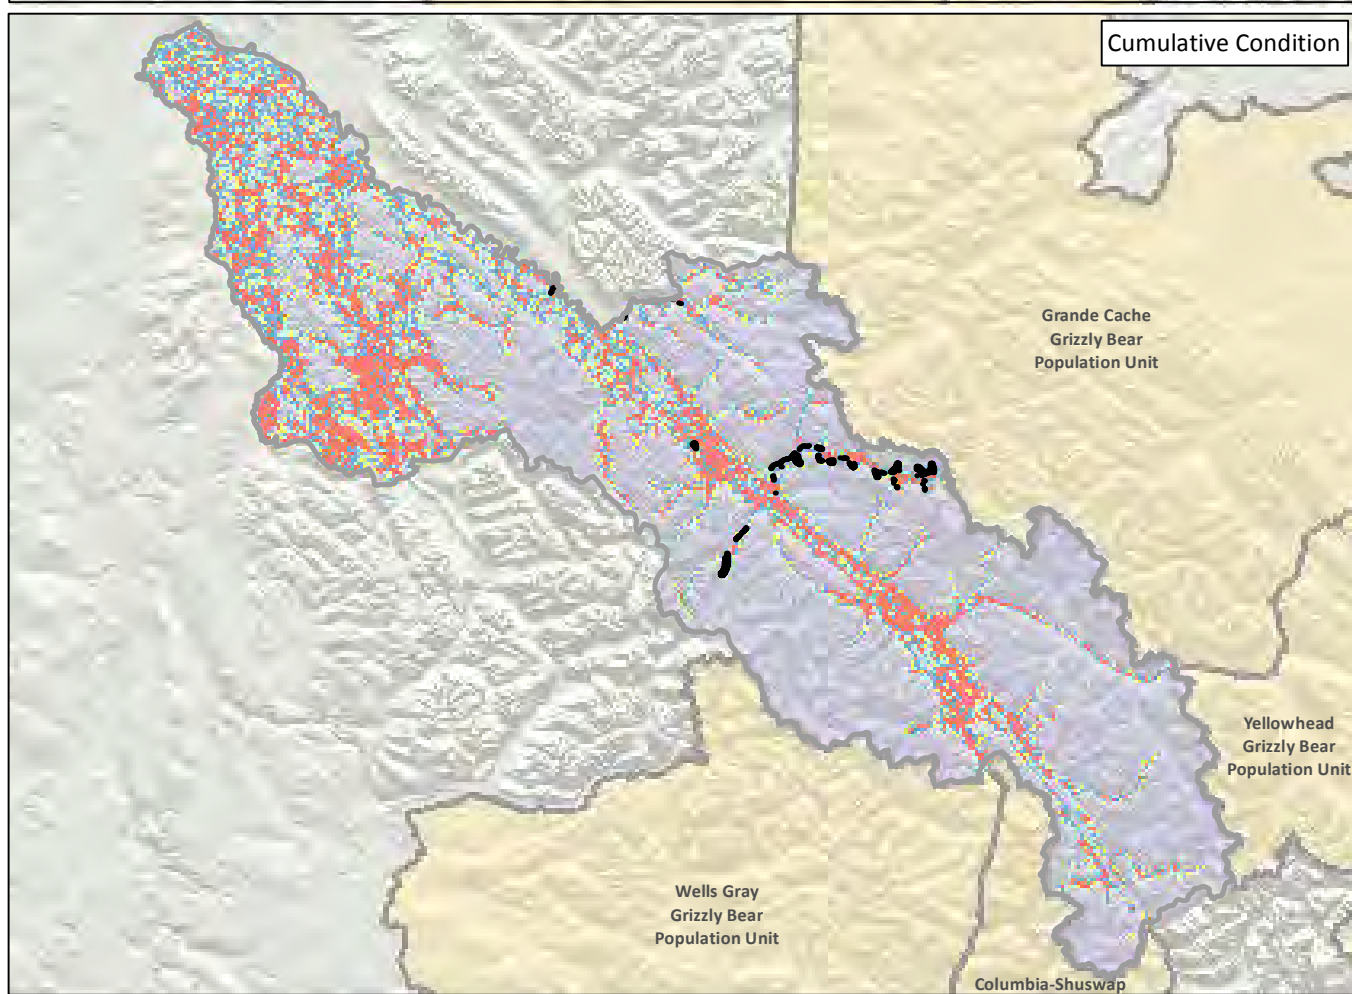 Cumulative Condition
Grande Cache
Grizzly Bear
Population Unit
Yellowhead
Grizzly Bear
Population Unit
Wells Gray
Grizzly Bear
Population Unit
Columbia-Shuswap